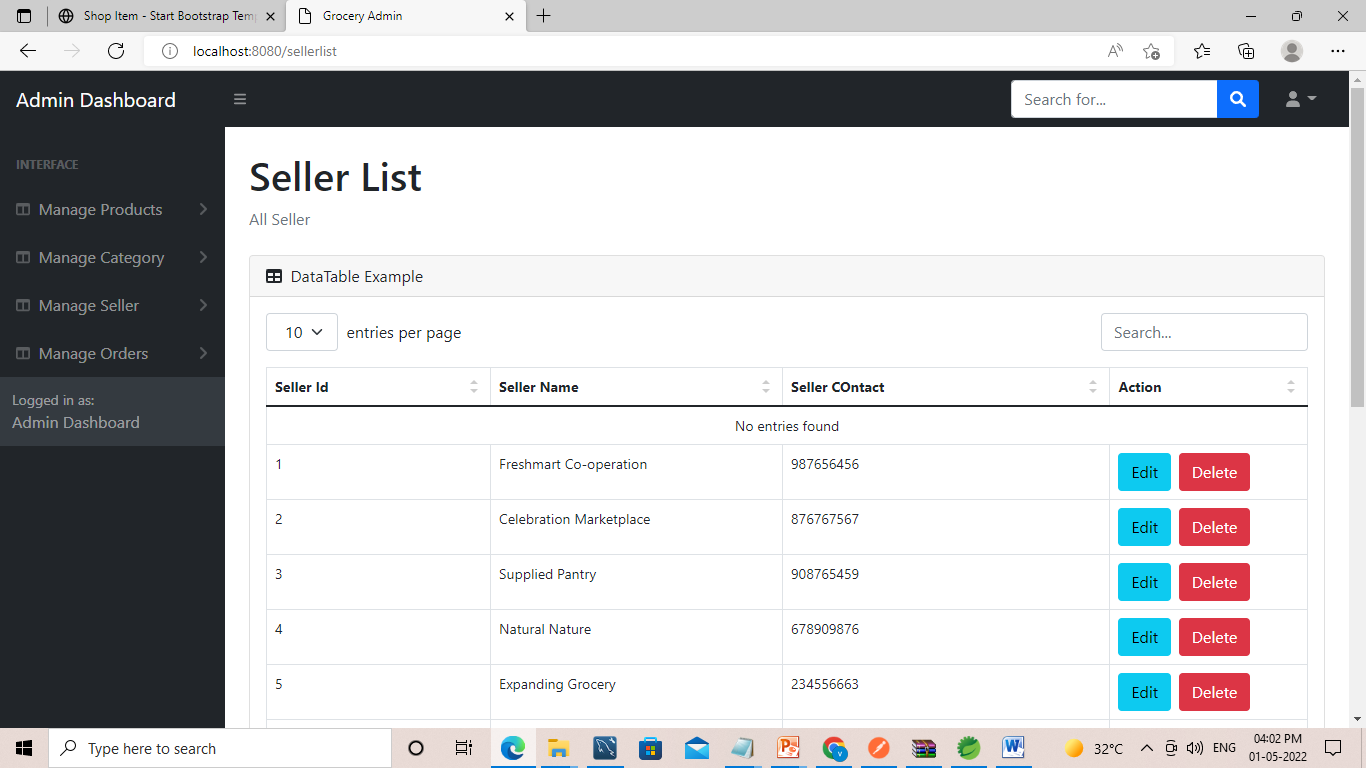 Shop Item - Start Bootstrap Temp
Grocery Admin
localhost:8080/sellerlist
Admin Dashboard
Search for...
INTERFACE
Manage Products
Manage Category
Manage Seller
Manage Orders
Logged in as:
Admin Dashboard
Seller List
All Seller
DataTable Example
10 entries per page
Search...
Seller Id Seller Name Seller COntact Action
No entries found
1 Freshmart Co-operation 987656456 Edit Delete
2 Celebration Marketplace 876767567 Edit Delete
3 Supplied Pantry 908765459 Edit Delete
4 Natural Nature 678909876 Edit Delete
5 Expanding Grocery 234556663 Edit Delete
Type here to search
32°C
ENG
04:02 PM
01-05-2022